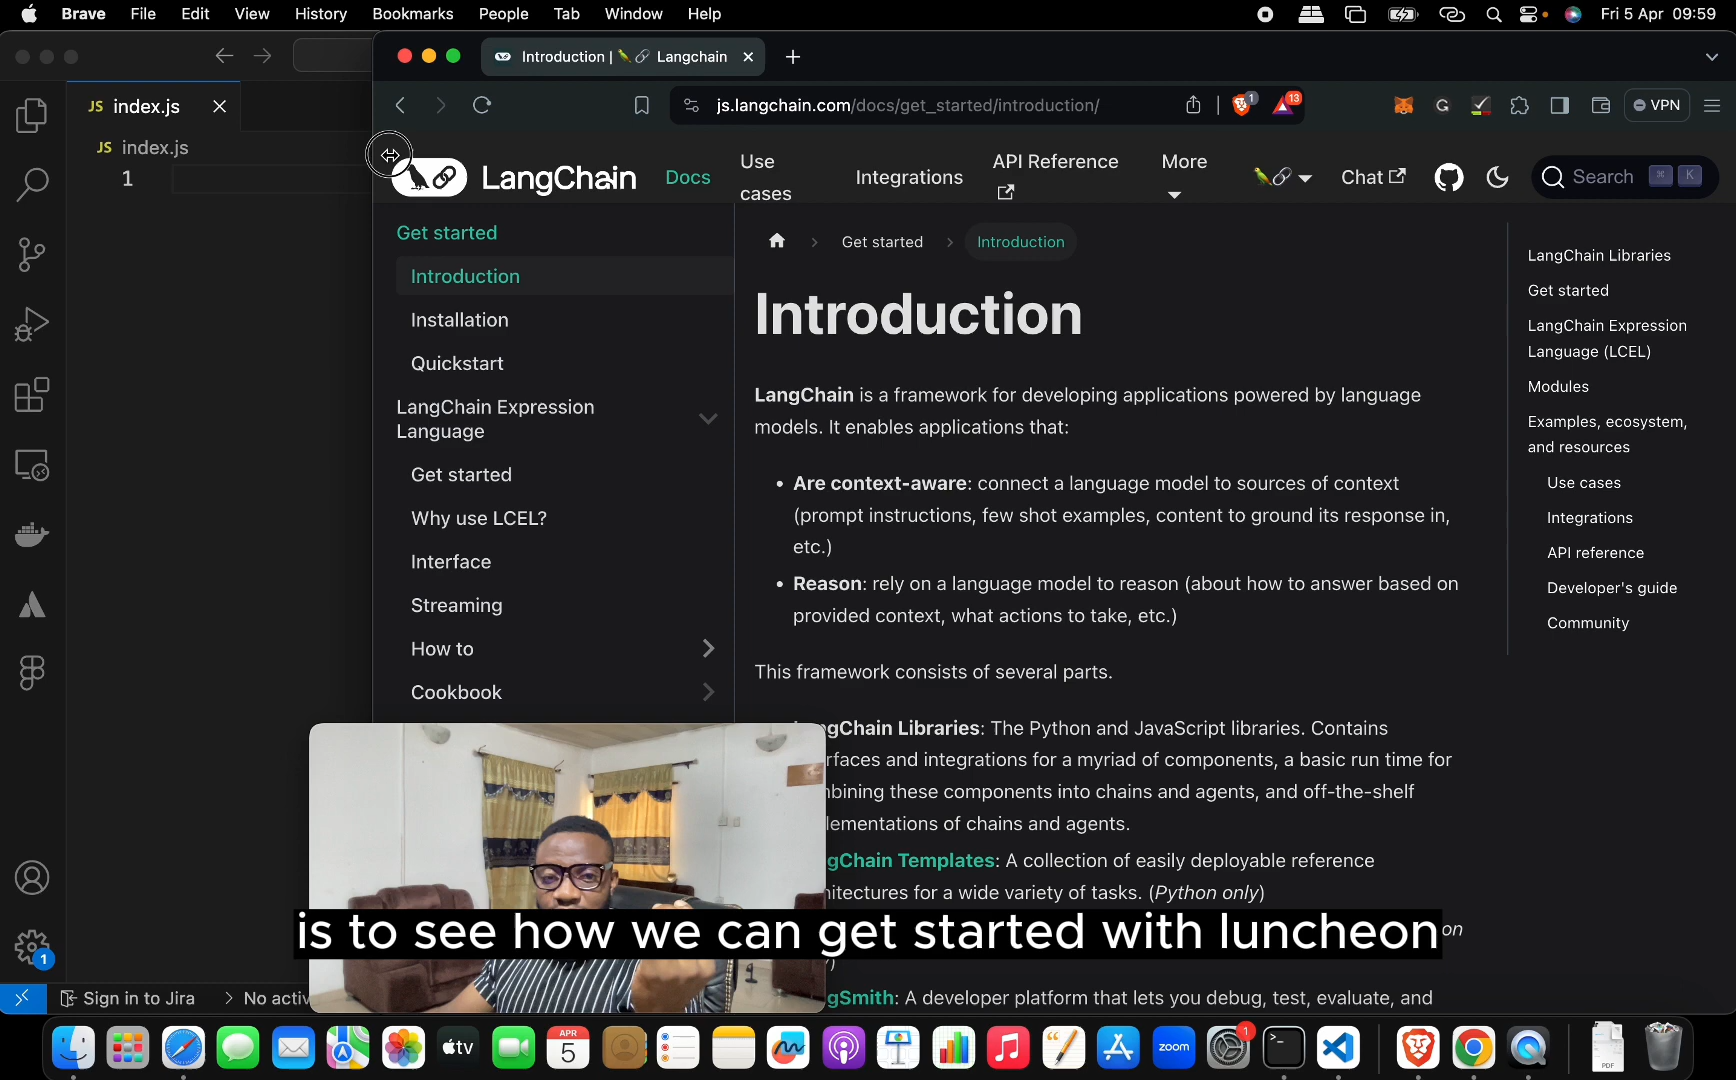 Brave File Edit View History Bookmarks People Tab Window Help Fri 5 Apr 09:59
Introduction | Langchain
JS index.js
js.langchain.com/docs/get_started/introduction/ 1 13 G VPN
JS index.js
1
LangChain Docs Use cases Integrations API Reference More Chat Search ⌘ K
Get started
Introduction
Installation
Quickstart
LangChain Expression
Language
Get started
Why use LCEL?
Interface
Streaming
How to
Cookbook
Get started Introduction
Introduction
LangChain is a framework for developing applications powered by language
models. It enables applications that:
• Are context-aware: connect a language model to sources of context
(prompt instructions, few shot examples, content to ground its response in,
etc.)
• Reason: rely on a language model to reason (about how to answer based on
provided context, what actions to take, etc.)
This framework consists of several parts.
gChain Libraries: The Python and JavaScript libraries. Contains
rfaces and integrations for a myriad of components, a basic run time for
bining these components into chains and agents, and off-the-shelf
lementations of chains and agents.
gChain Templates: A collection of easily deployable reference
hitectures for a wide variety of tasks. (Python only)
on
gSmith: A developer platform that lets you debug, test, evaluate, and
LangChain Libraries
Get started
LangChain Expression
Language (LCEL)
Modules
Examples, ecosystem,
and resources
Use cases
Integrations
API reference
Developer's guide
Community
is to see how we can get started with luncheon
1
Sign in to Jira No activ
tv APR 5 zoom 1 PDF